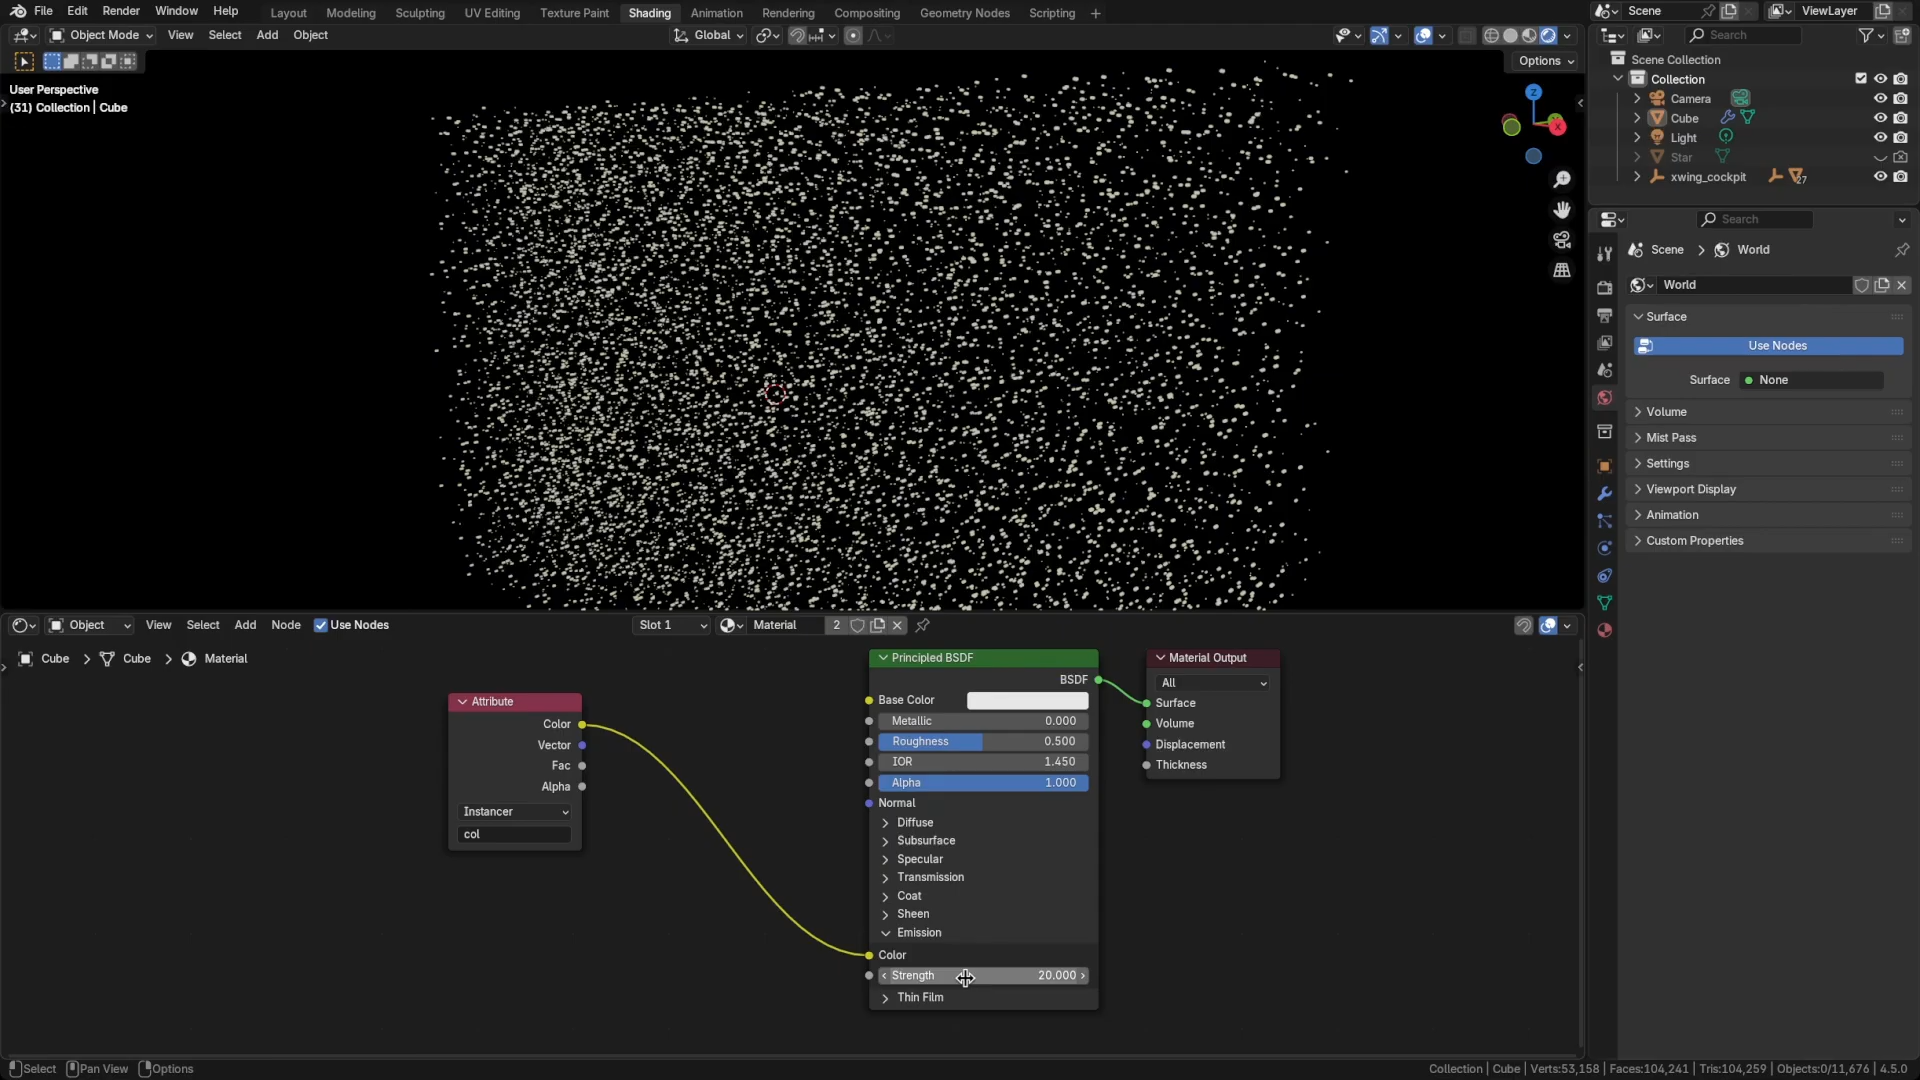 File Edit Render Window Help Layout Modeling Sculpting UV Editing Texture Paint Shading Animation Rendering Compositing Geometry Nodes Scripting + Scene ViewLayer
Object Mode View Select Add Object Global Search
Options
User Perspective
(31) Collection | Cube
Z
X
Scene Collection
Collection
Camera
Cube
Light
Star
xwing_cockpit 27
Search
Scene > World
World
Surface
Use Nodes
Surface None
Volume
Mist Pass
Settings
Viewport Display
Animation
Custom Properties
Object View Select Add Node Use Nodes Slot 1 Material 2
Cube > Cube > Material
Attribute
Color
Vector
Fac
Alpha
Instancer
col
Principled BSDF
BSDF
Base Color
Metallic 0.000
Roughness 0.500
IOR 1.450
Alpha 1.000
Normal
Diffuse
Subsurface
Specular
Transmission
Coat
Sheen
Emission
Color
Strength 20.000
Thin Film
Material Output
All
Surface
Volume
Displacement
Thickness
Select Pan View Options Collection | Cube | Verts:53,158 | Faces:104,241 | Tris:104,259 | Objects:0/11,676 | 4.5.0